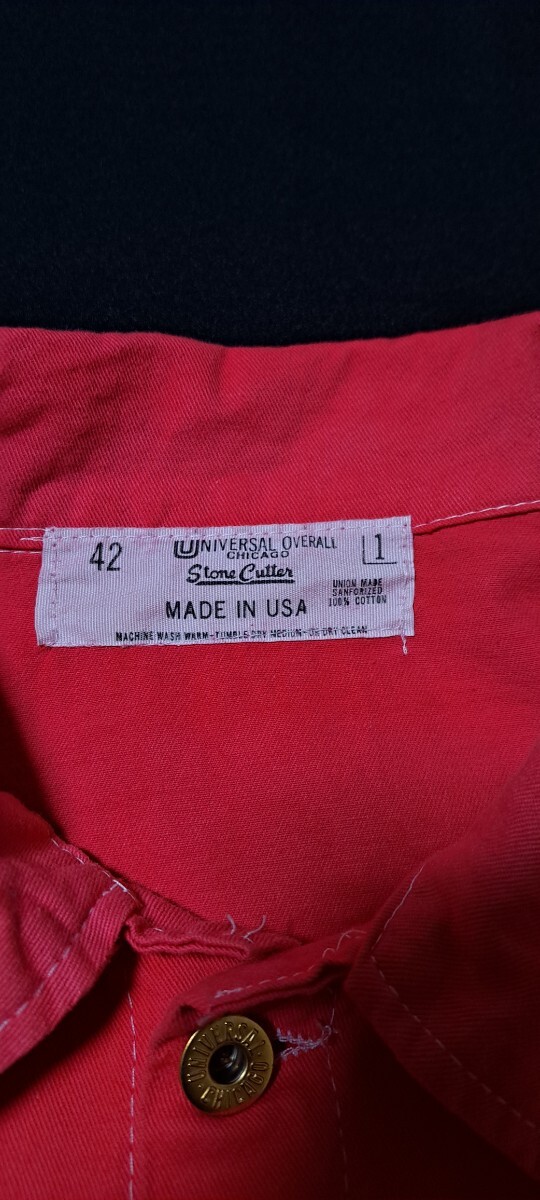 42
UNIVERSAL OVERALL
CHICAGO
Stone Cutter
L1
MADE IN USA
UNION MADE
SANFORIZED
100% COTTON
MACHINE WASH WARM-TUMBLE DRY MEDIUM-OR DRY CLEAN
UNIVERSAL
CHICAGO